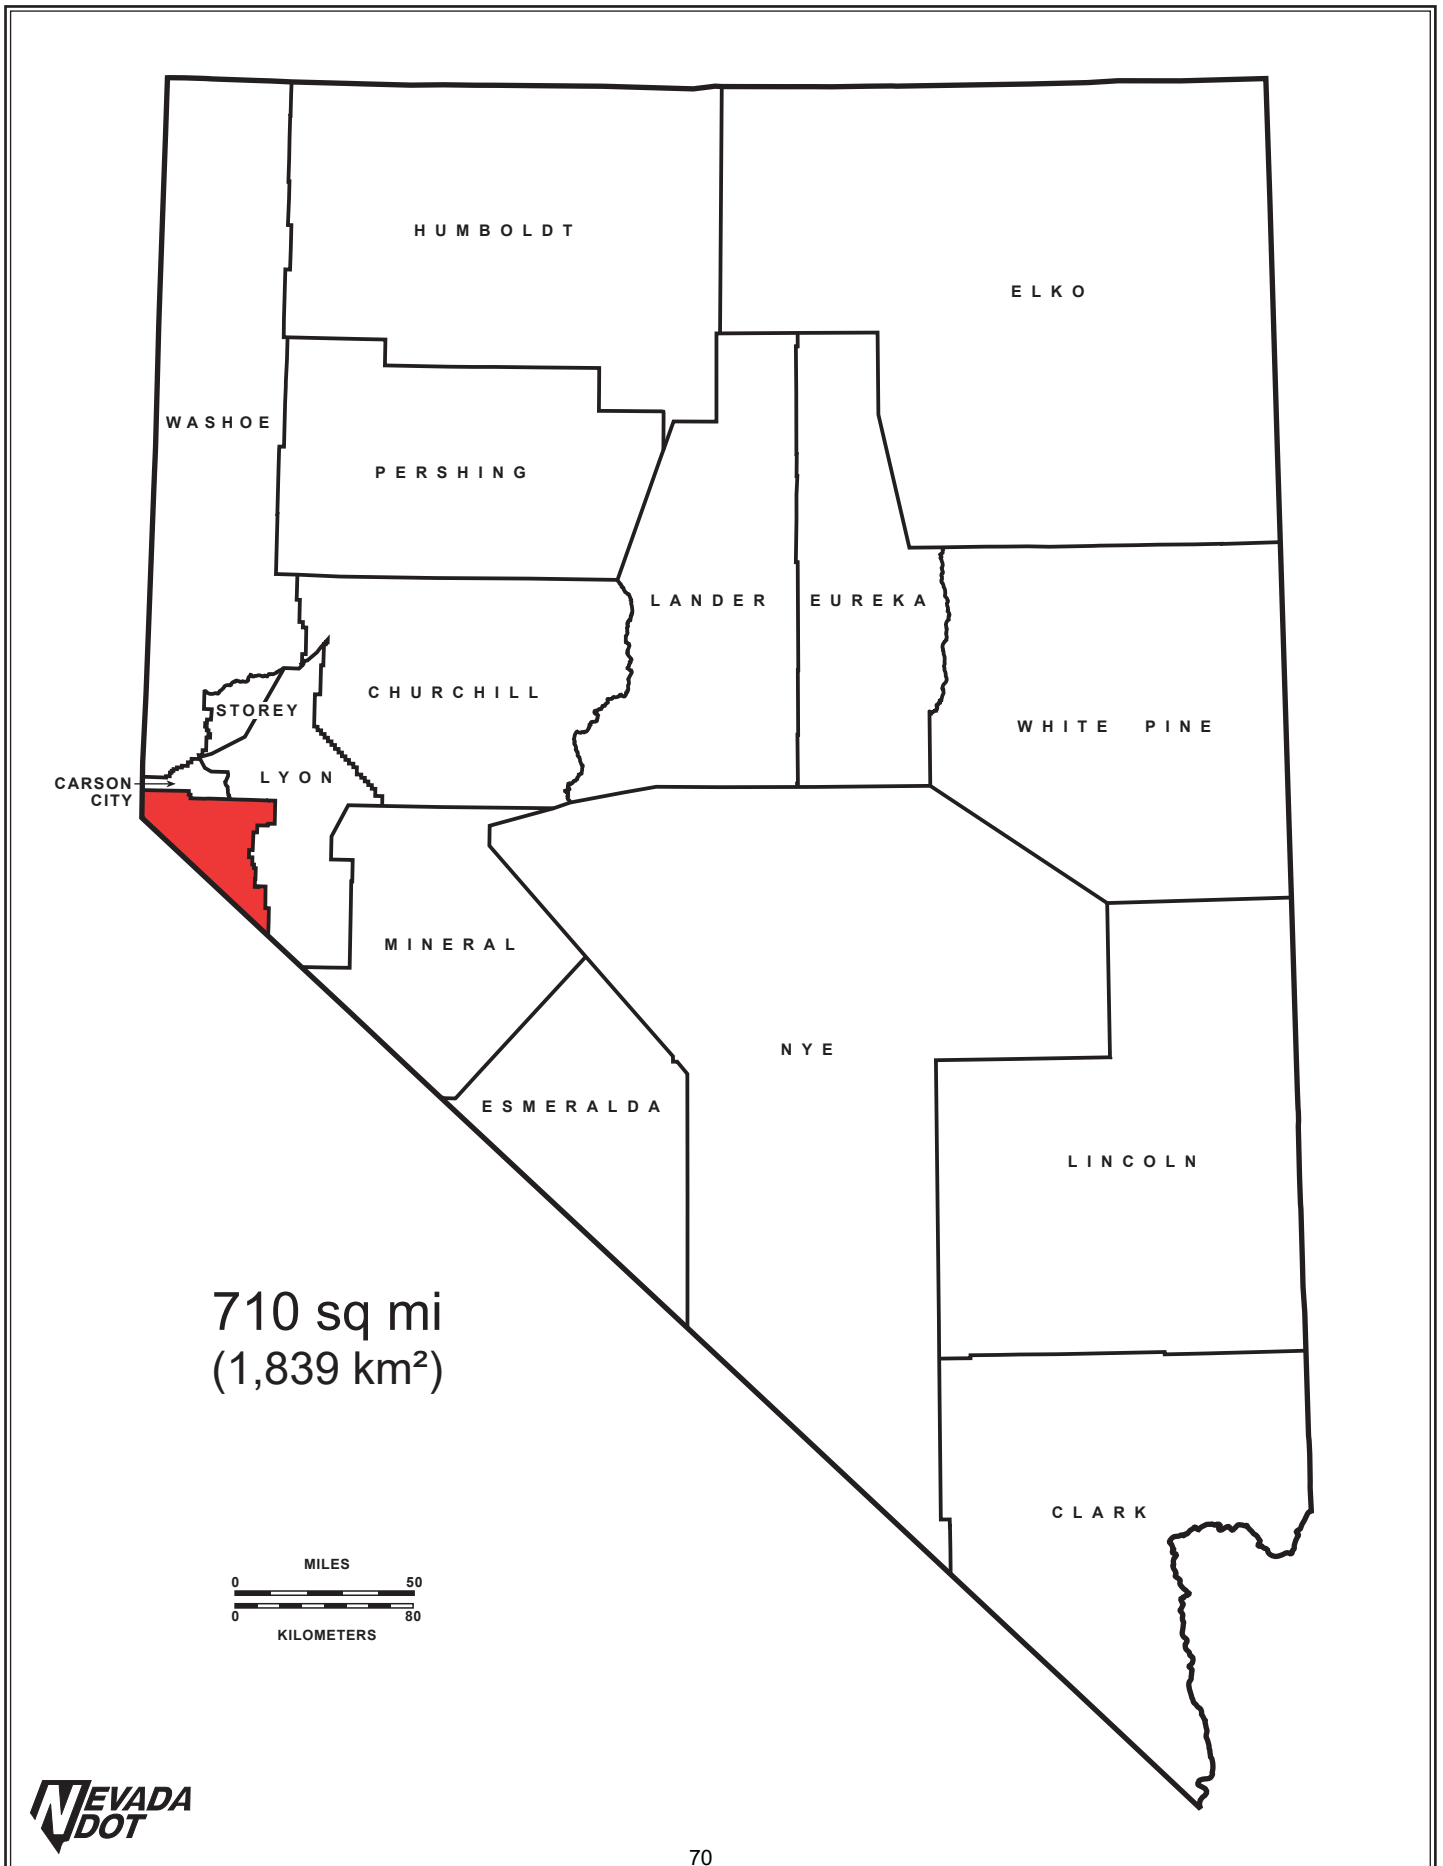 HUMBOLDT
ELKO
WASHOE
PERSHING
LANDER
EUREKA
CHURCHILL
STOREY
WHITE PINE
LYON
CARSON
CITY
MINERAL
NYE
ESMERALDA
LINCOLN
710 sq mi
(1,839 km²)
CLARK
MILES
0 50
0 80
KILOMETERS
NEVADA
DOT
70